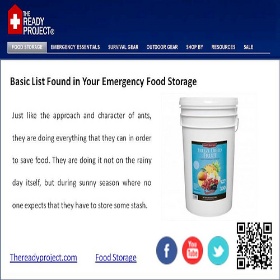 THE
READY
PROJECT®
FOOD STORAGE EMERGENCY ESSENTIALS SURVIVAL GEAR OUTDOOR GEAR SHOP BY RESOURCES SALE
Basic List Found in Your Emergency Food Storage
Just like the approach and character of ants,
they are doing everything that they can in order
to save food. They are doing it not on the rainy
day itself, but during sunny season where no
one expects that they have to store some stash.
Thereadyproject.com Food Storage
You
Tube